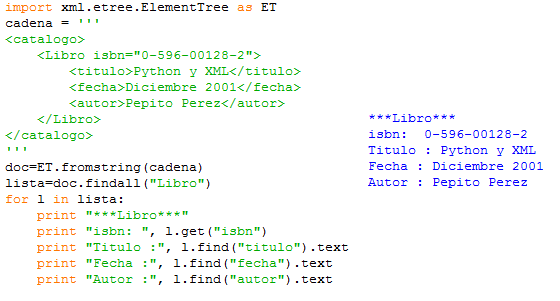 import xml.etree.ElementTree as ET
cadena = '''
<catalogo>
    <Libro isbn="0-596-00128-2">
        <titulo>Python y XML</titulo>
        <fecha>Diciembre 2001</fecha>
        <autor>Pepito Perez</autor>
    </Libro>
</catalogo>
'''
doc=ET.fromstring(cadena)
lista=doc.findall("Libro")
for l in lista:
    print "***Libro***"
    print "isbn: ", l.get("isbn")
    print "Titulo :", l.find("titulo").text
    print "Fecha :", l.find("fecha").text
    print "Autor :", l.find("autor").text
***Libro***
isbn:  0-596-00128-2
Titulo : Python y XML
Fecha : Diciembre 2001
Autor : Pepito Perez